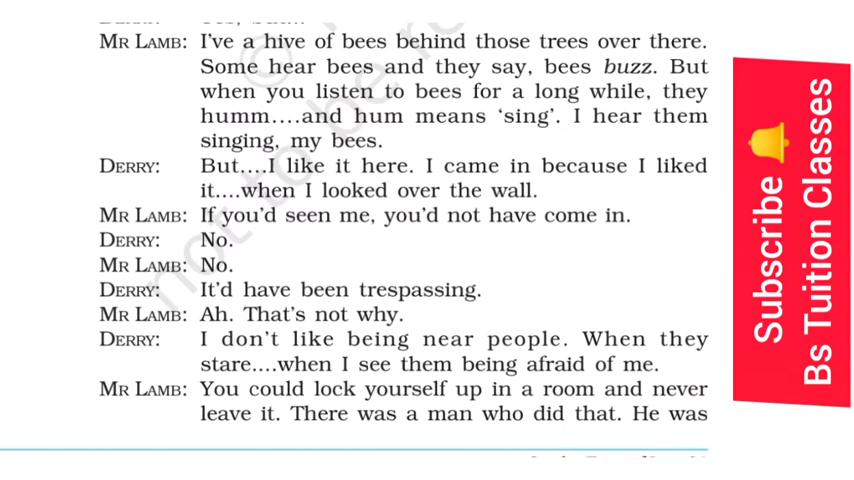 MR LAMB: I've a hive of bees behind those trees over there.
Some hear bees and they say, bees buzz. But
when you listen to bees for a long while, they
humm....and hum means 'sing'. I hear them
singing, my bees.
DERRY: But....I like it here. I came in because I liked
it....when I looked over the wall.
MR LAMB: If you'd seen me, you'd not have come in.
DERRY: No.
MR LAMB: No.
DERRY: It'd have been trespassing.
MR LAMB: Ah. That's not why.
DERRY: I don't like being near people. When they
stare....when I see them being afraid of me.
MR LAMB: You could lock yourself up in a room and never
leave it. There was a man who did that. He was
not to be re
©
Subscribe 🔔
Bs Tuition Classes